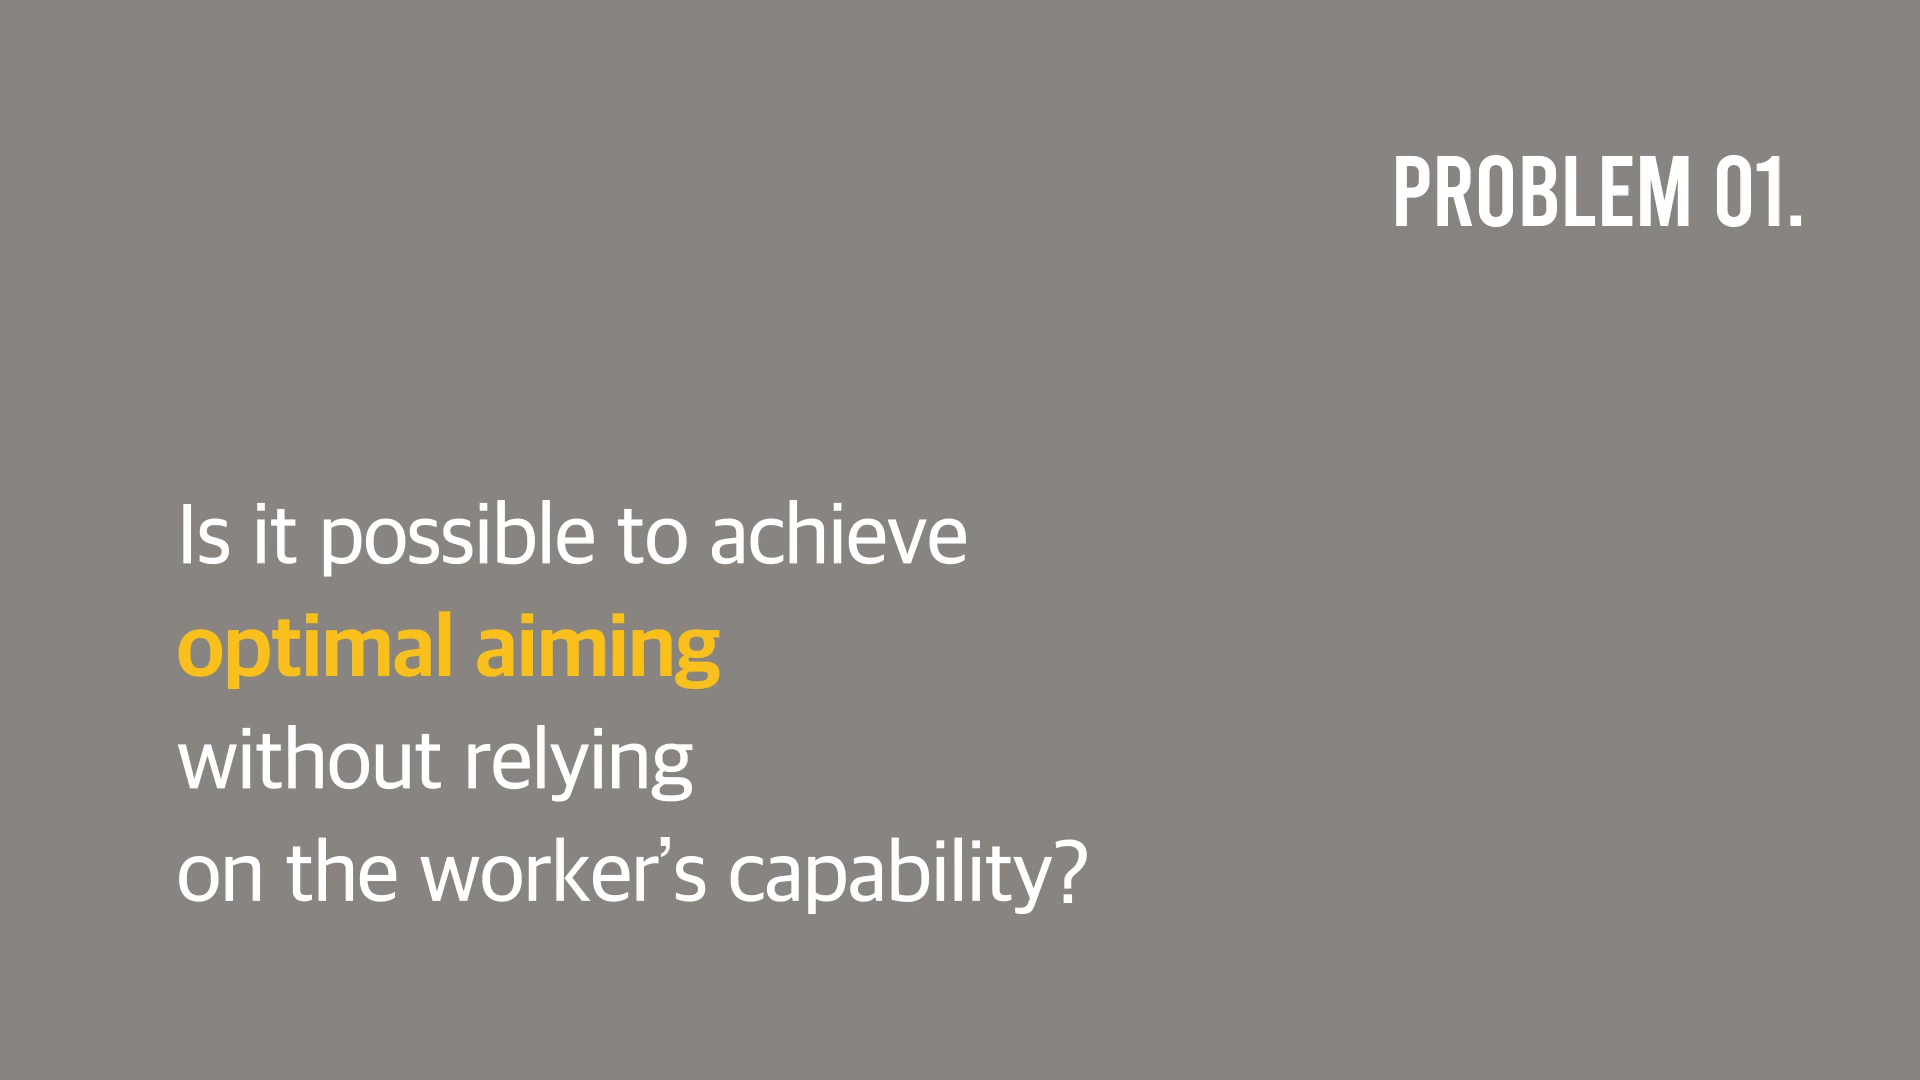 PROBLEM 01.
Is it possible to achieve
optimal aiming
without relying
on the worker’s capability?